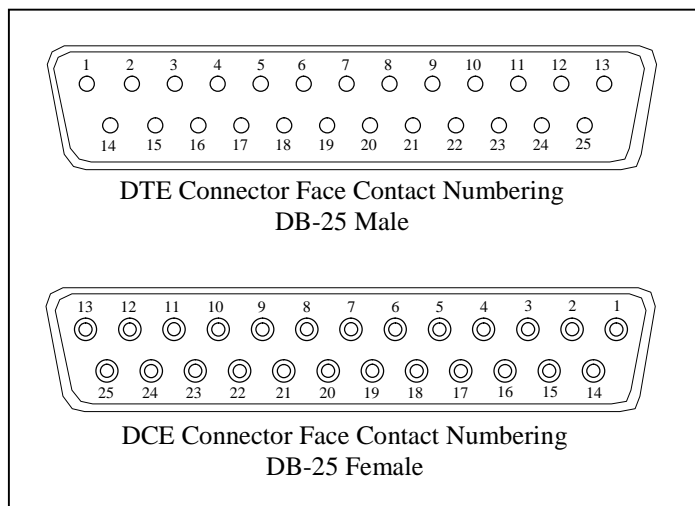 1 2 3 4 5 6 7 8 9 10 11 12 13
14 15 16 17 18 19 20 21 22 23 24 25
DTE Connector Face Contact Numbering
DB-25 Male
13 12 11 10 9 8 7 6 5 4 3 2 1
25 24 23 22 21 20 19 18 17 16 15 14
DCE Connector Face Contact Numbering
DB-25 Female